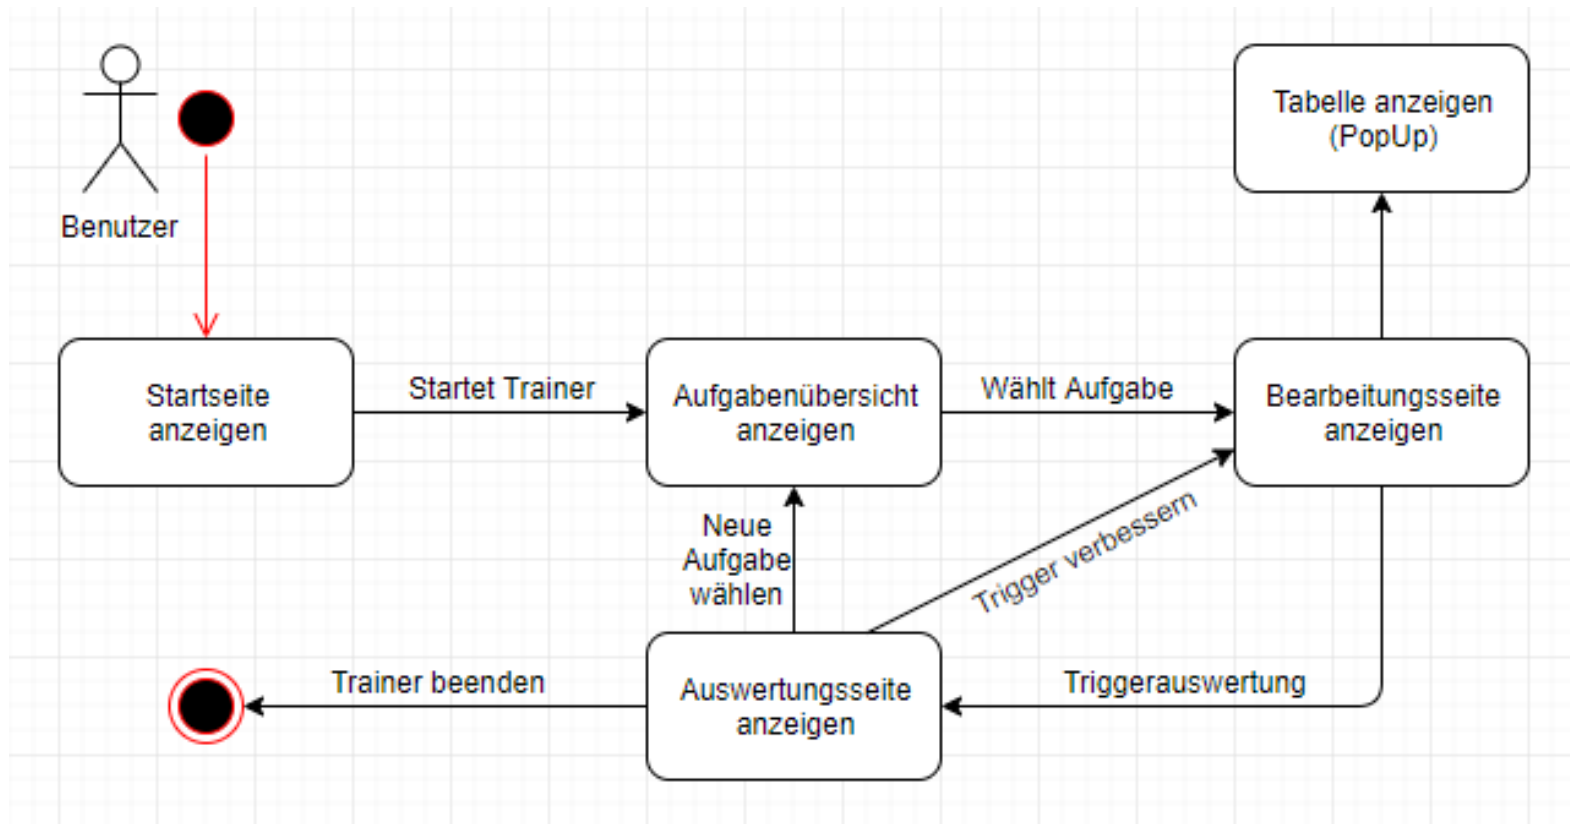 Benutzer
Tabelle anzeigen
(PopUp)
Startseite
anzeigen
Startet Trainer
Aufgabenübersicht
anzeigen
Wählt Aufgabe
Bearbeitungsseite
anzeigen
Neue
Aufgabe
wählen
Trigger verbessern
Trainer beenden
Auswertungsseite
anzeigen
Triggerauswertung